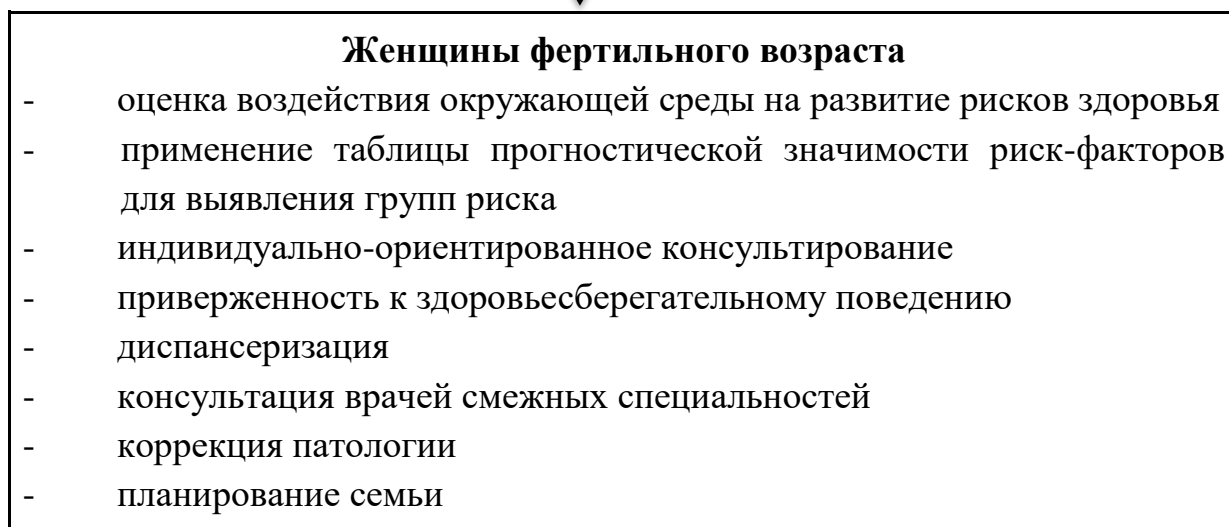 Женщины фертильного возраста
- оценка воздействия окружающей среды на развитие рисков здоровья
- применение таблицы прогностической значимости риск-факторов
для выявления групп риска
- индивидуально-ориентированное консультирование
- приверженность к здоровьесберегательному поведению
- диспансеризация
- консультация врачей смежных специальностей
- коррекция патологии
- планирование семьи